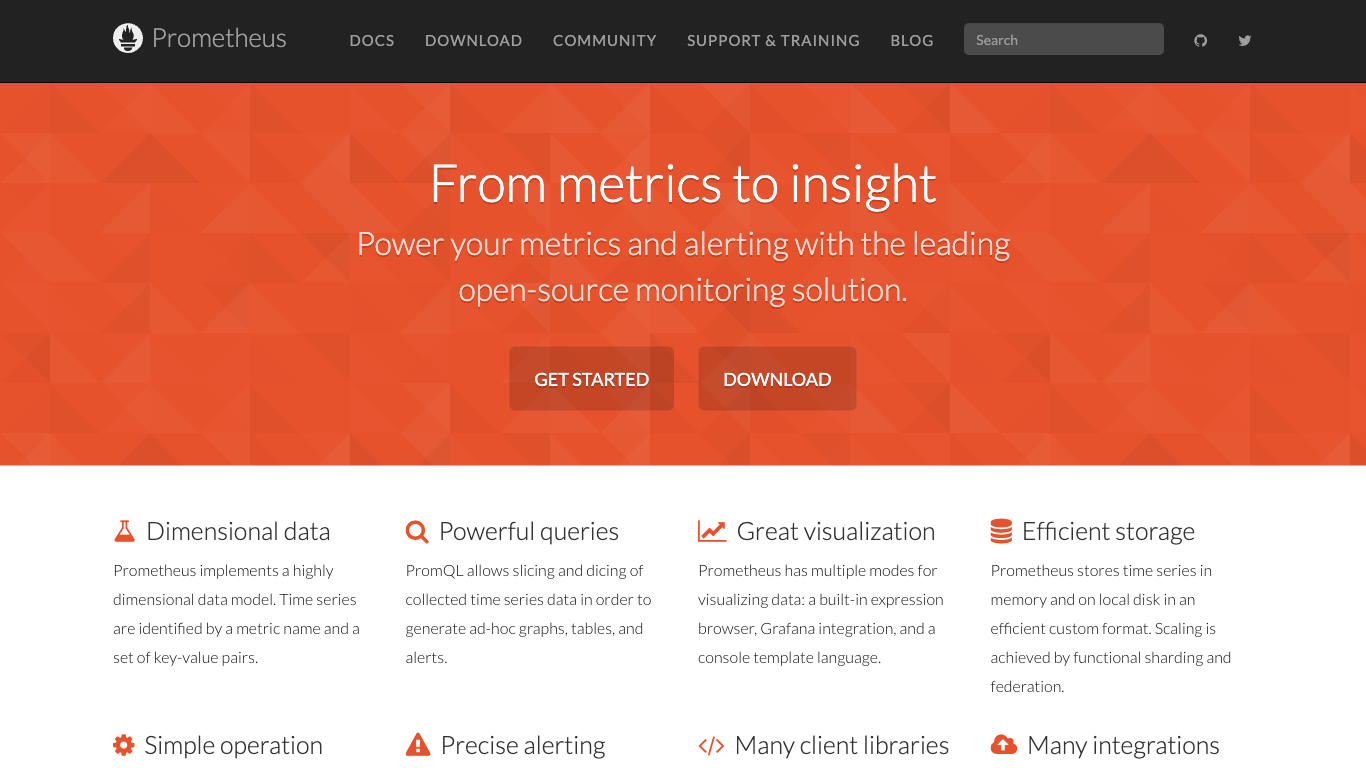 Prometheus
DOCS
DOWNLOAD
COMMUNITY
SUPPORT & TRAINING
BLOG
Search
From metrics to insight
Power your metrics and alerting with the leading
open-source monitoring solution.
GET STARTED
DOWNLOAD
Dimensional data
Prometheus implements a highly
dimensional data model. Time series
are identified by a metric name and a
set of key-value pairs.
Powerful queries
PromQL allows slicing and dicing of
collected time series data in order to
generate ad-hoc graphs, tables, and
alerts.
Great visualization
Prometheus has multiple modes for
visualizing data: a built-in expression
browser, Grafana integration, and a
console template language.
Efficient storage
Prometheus stores time series in
memory and on local disk in an
efficient custom format. Scaling is
achieved by functional sharding and
federation.
Simple operation
Precise alerting
Many client libraries
Many integrations